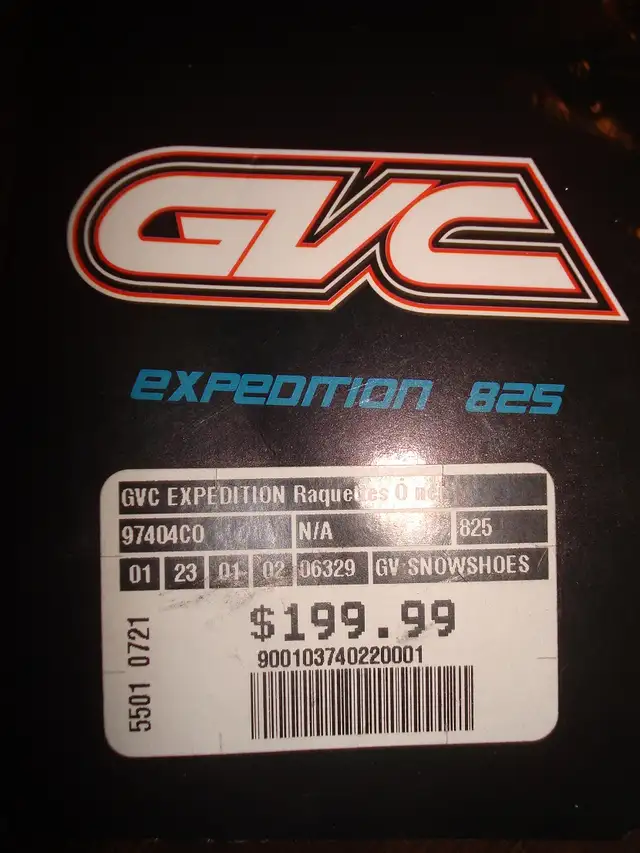 GVC
EXPEDITION 825
GVC EXPEDITION Raquettes Ô ne
97404CO N/A 825
01 23 01 02 06329 GV SNOWSHOES
$199.99
900103740220001
5501 0721